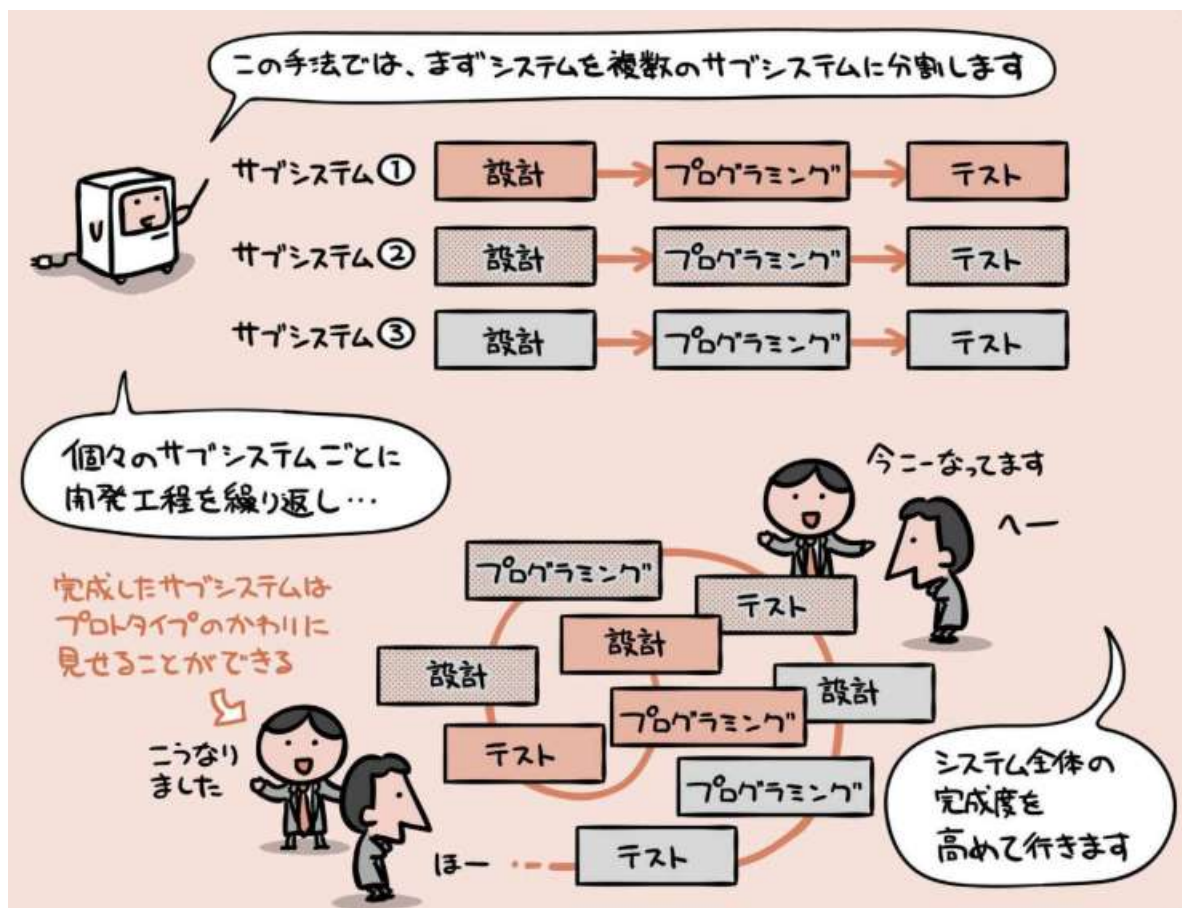 この手法では、まずシステムを複数のサブシステムに分割します
サブシステム① 設計 プログラミング テスト
サブシステム② 設計 プログラミング テスト
サブシステム③ 設計 プログラミング テスト
個々のサブシステムごとに
開発工程を繰り返し…
今こーなってます
へー
完成したサブシステムは
プロトタイプのかわりに
見せることができる
プログラミング
テスト
設計
設計
設計
プログラミング
テスト
プログラミング
テスト
こうなり
ました
ほー
システム全体の
完成度を
高めて行きます